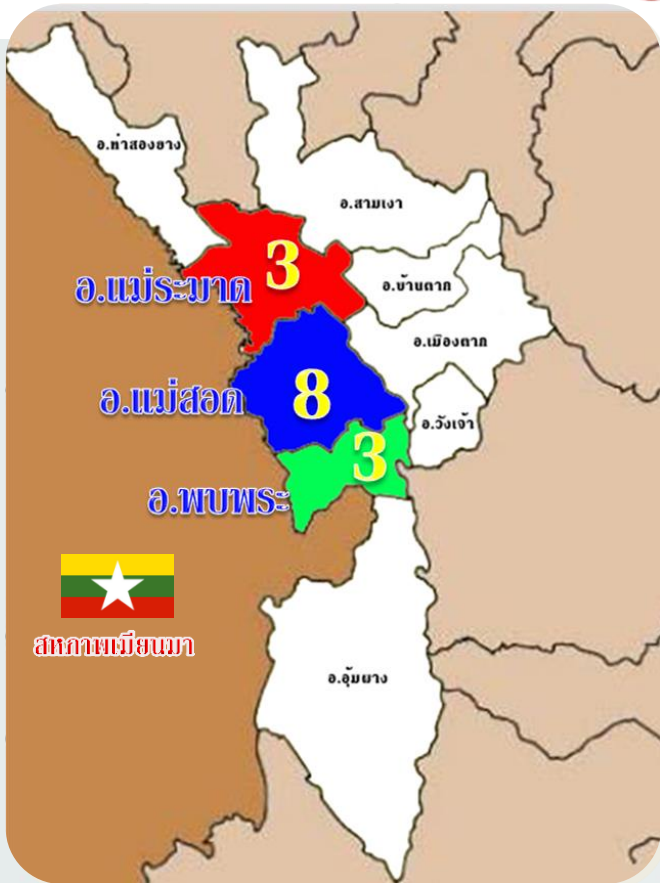 อ.ท่าสองยาง
อ.สามเงา
3
อ.แม่ระมาด
อ.บ้านตาก
อ.เมืองตาก
8
อ.แม่สอด
อ.วังเจ้า
3
อ.พบพระ
สหภาพเมียนมา
อ.อุ้มผาง